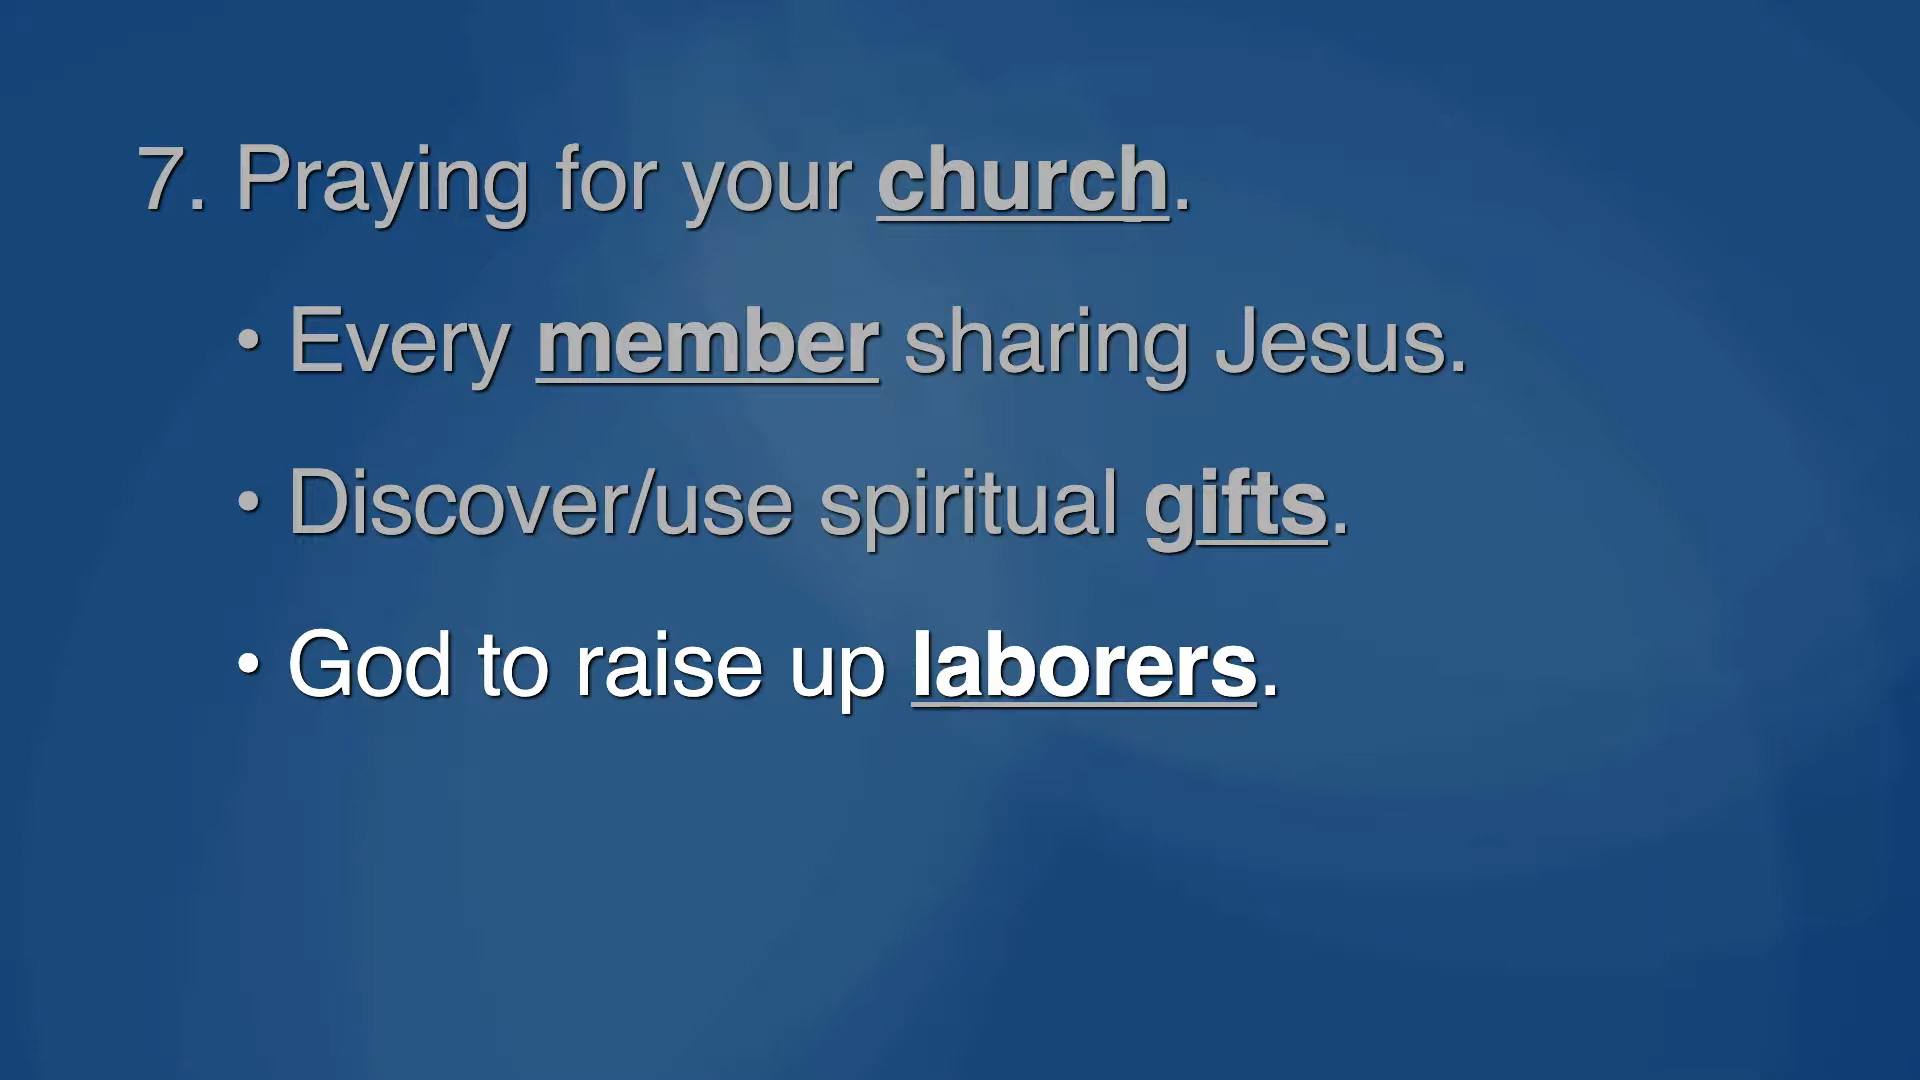 7. Praying for your church.
• Every member sharing Jesus.
• Discover/use spiritual gifts.
• God to raise up laborers.